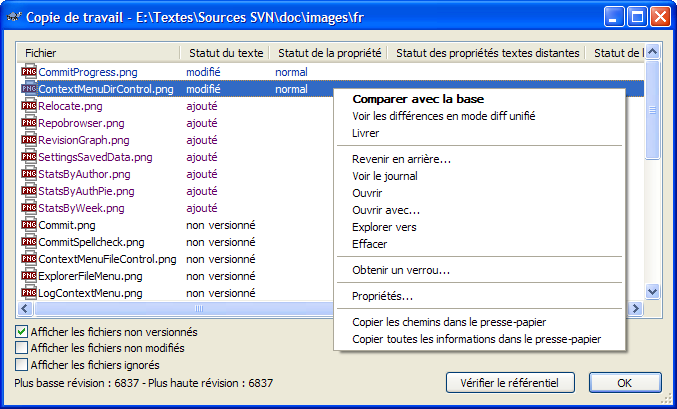 Copie de travail - E:\Textes\Sources SVN\doc\images\fr
Fichier Statut du texte Statut de la propriété Statut des propriétés textes distantes Statut de l
CommitProgress.png modifié normal
ContextMenuDirControl.png modifié normal
Relocate.png ajouté
Repobrowser.png ajouté
RevisionGraph.png ajouté
SettingsSavedData.png ajouté
StatsByAuthor.png ajouté
StatsByAuthPie.png ajouté
StatsByWeek.png ajouté
Commit.png non versionné
CommitSpellcheck.png non versionné
ContextMenuFileControl.png non versionné
ExplorerFileMenu.png non versionné
LogContextMenu.png non versionné
Comparer avec la base
Voir les différences en mode diff unifié
Livrer
Revenir en arrière...
Voir le journal
Ouvrir
Ouvrir avec...
Explorer vers
Effacer
Obtenir un verrou...
Propriétés...
Copier les chemins dans le presse-papier
Copier toutes les informations dans le presse-papier
Afficher les fichiers non versionnés
Afficher les fichiers non modifiés
Afficher les fichiers ignorés
Plus basse révision : 6837 - Plus haute révision : 6837
Vérifier le référentiel
OK